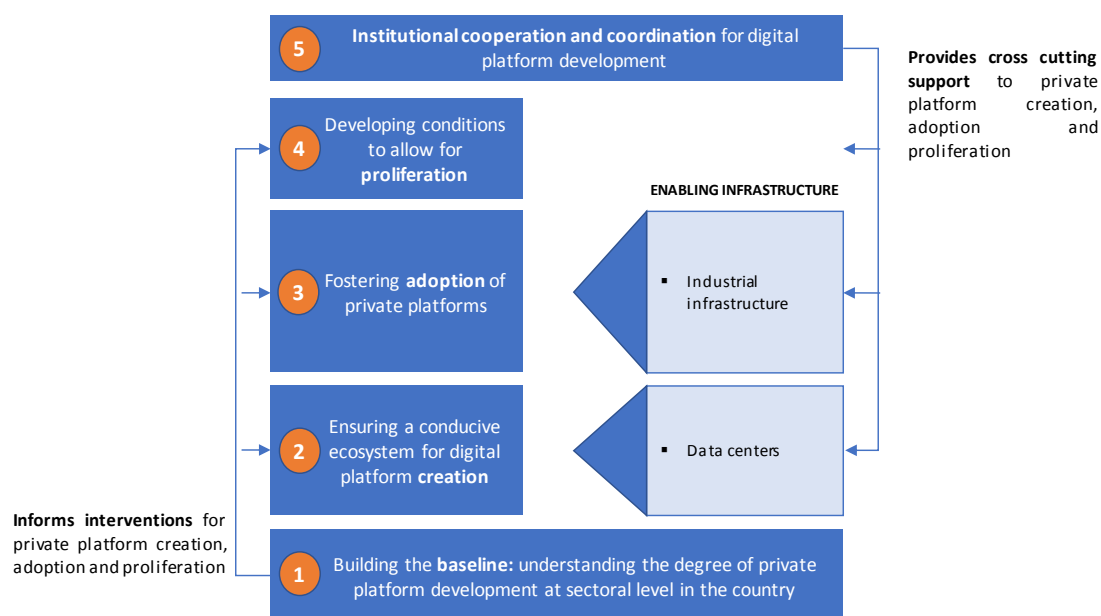 5
Institutional cooperation and coordination for digital
platform development
Provides cross cutting
support to private
platform creation,
adoption and
proliferation
4
Developing conditions
to allow for
proliferation
ENABLING INFRASTRUCTURE
3
Fostering adoption of
private platforms
▪ Industrial
infrastructure
2
Ensuring a conducive
ecosystem for digital
platform creation
▪ Data centers
Informs interventions for
private platform creation,
adoption and proliferation
1
Building the baseline: understanding the degree of private
platform development at sectoral level in the country